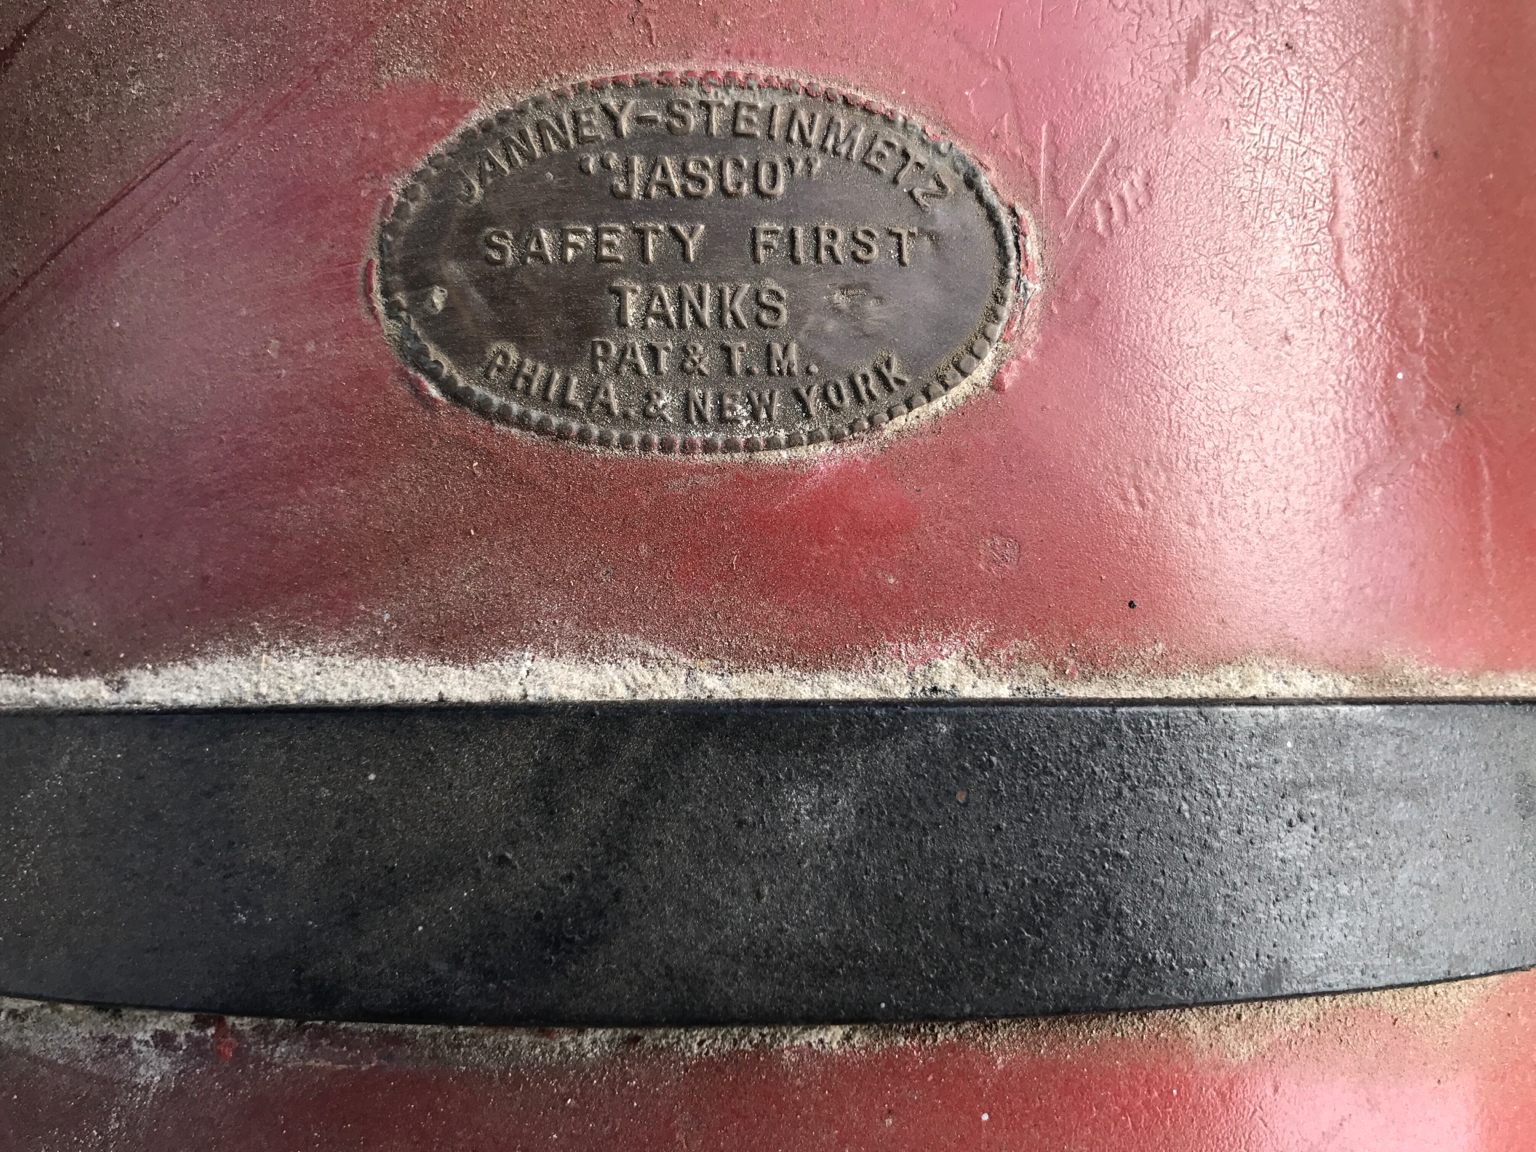 JANNEY-STEINMETZ
"JASCO"
SAFETY FIRST
TANKS
PAT & T. M.
PHILA. & NEW YORK